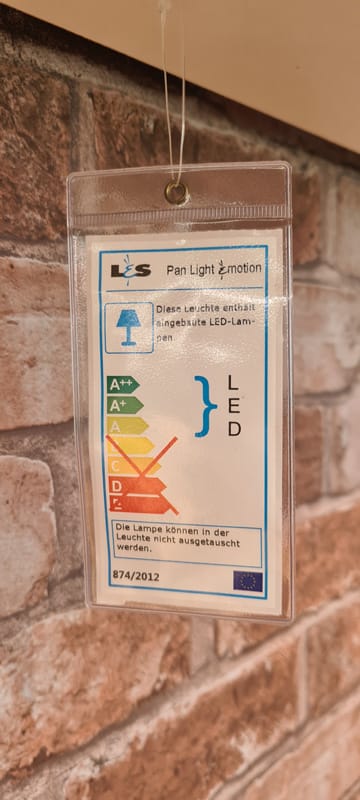 L&S Pan Light Emotion
Diese Leuchte enthält
eingebaute LED-Lam-
pen
A++
A+
A
C
D
E
L
E
D
Die Lampe können in der
Leuchte nicht ausgetauscht
werden.
874/2012